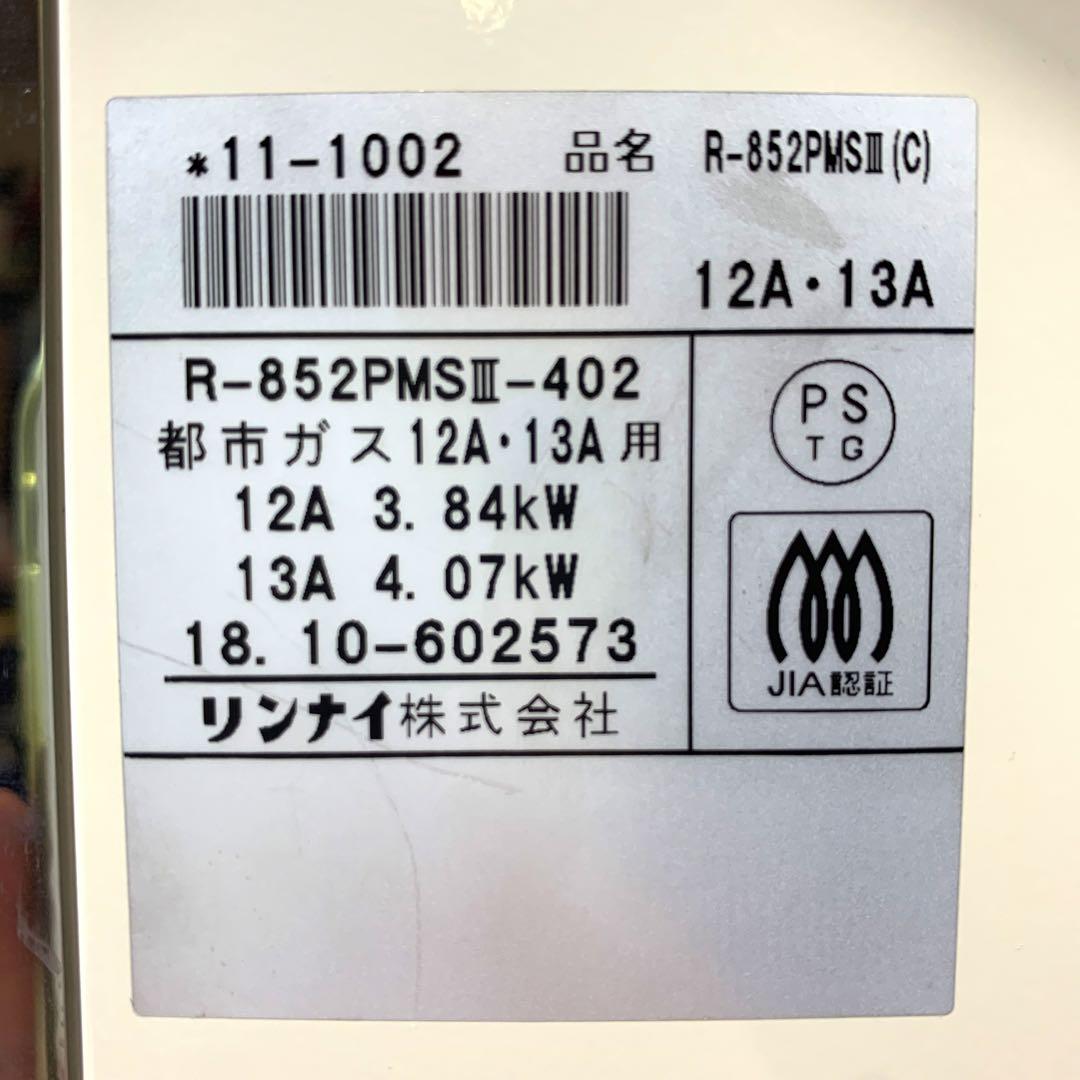 *11-1002
品名 R-852PMSⅢ(C)
12A・13A
R-852PMSⅢ-402
都市ガス12A・13A用
12A 3.84kW
13A 4.07kW
18.10-602573
リンナイ株式会社
PS
TG
JIA認証